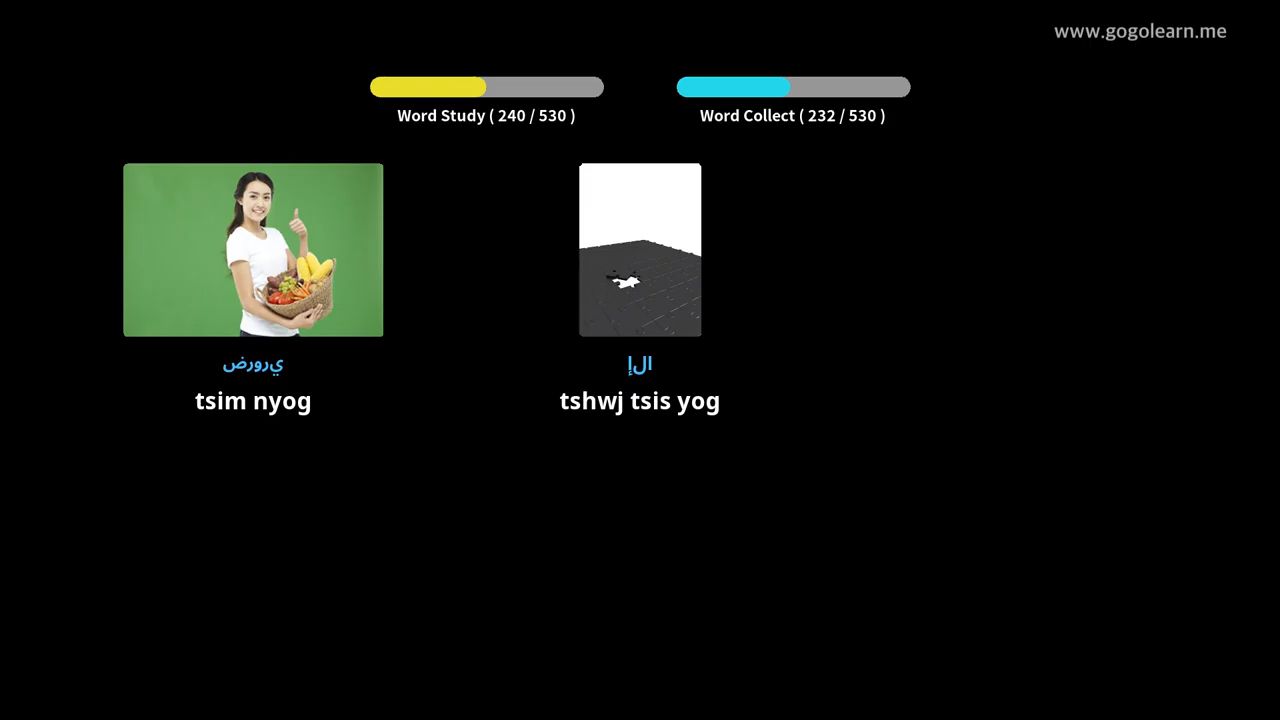 www.gogolearn.me
Word Study ( 240 / 530 )
Word Collect ( 232 / 530 )
يرورض
الإ
tsim nyog
tshwj tsis yog